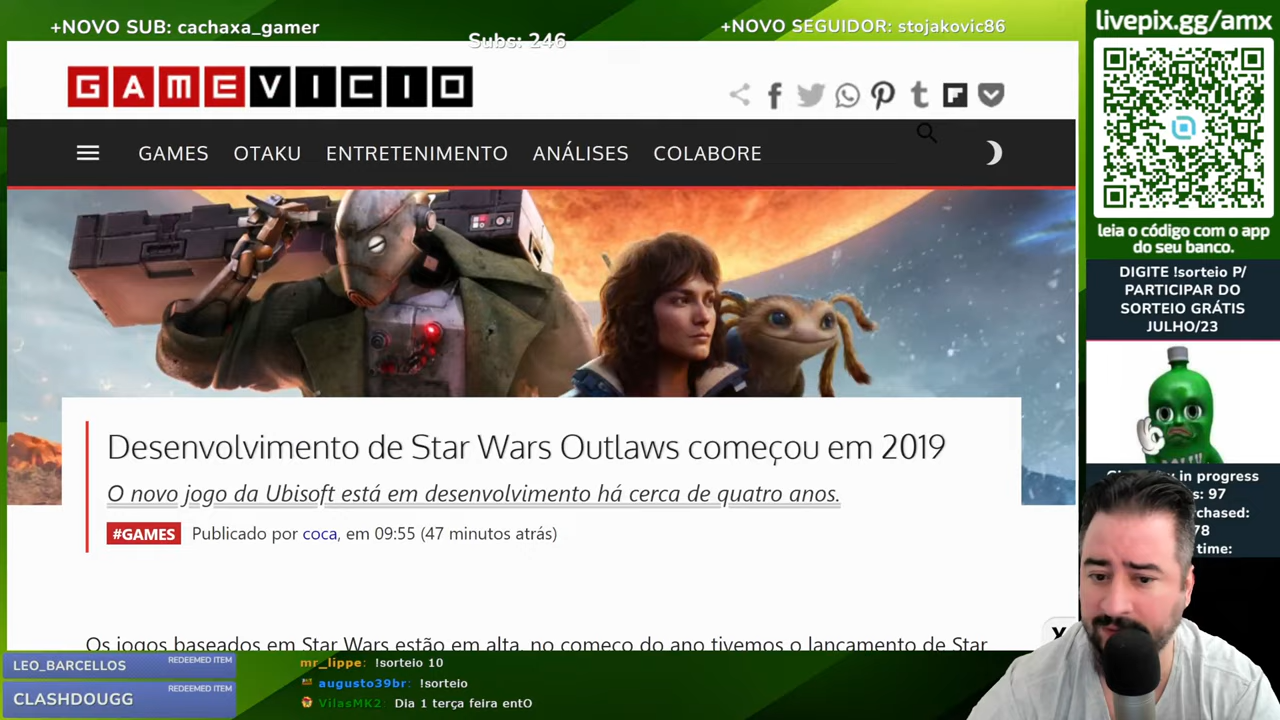 +NOVO SUB: cachaxa_gamer
Subs: 246
+NOVO SEGUIDOR: stojakovic86
livepix.gg/amx
GAMEVICIO
GAMES OTAKU ENTRETENIMENTO ANÁLISES COLABORE
leia o código com o app
do seu banco.
DIGITE !sorteio P/
PARTICIPAR DO
SORTEIO GRÁTIS
JULHO/23
Desenvolvimento de Star Wars Outlaws começou em 2019
O novo jogo da Ubisoft está em desenvolvimento há cerca de quatro anos.
#GAMES Publicado por coca, em 09:55 (47 minutos atrás)
in progress
97
78
time:
Os jogos baseados em Star Wars estão em alta, no começo do ano tivemos o lançamento de Star
X
LEO_BARCELLOS REDEEMED ITEM
CLASHDOUGG REDEEMED ITEM
mr_lippe: !sorteio 10
augusto39br: !sorteio
VilasMK2: Dia 1 terça feira entO